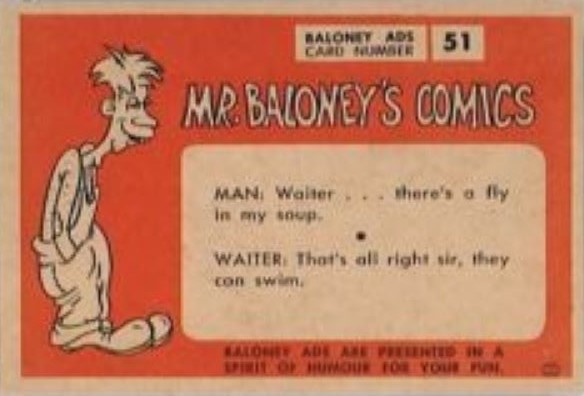 BALONEY ADS
CARD NUMBER
51
MR. BALONEY'S COMICS
MAN: Waiter . . . there's a fly
in my soup.
•
WAITER: That's all right sir, they
can swim.
BALONEY ADS ARE PRESENTED IN A
SPIRIT OF HUMOUR FOR YOUR FUN.